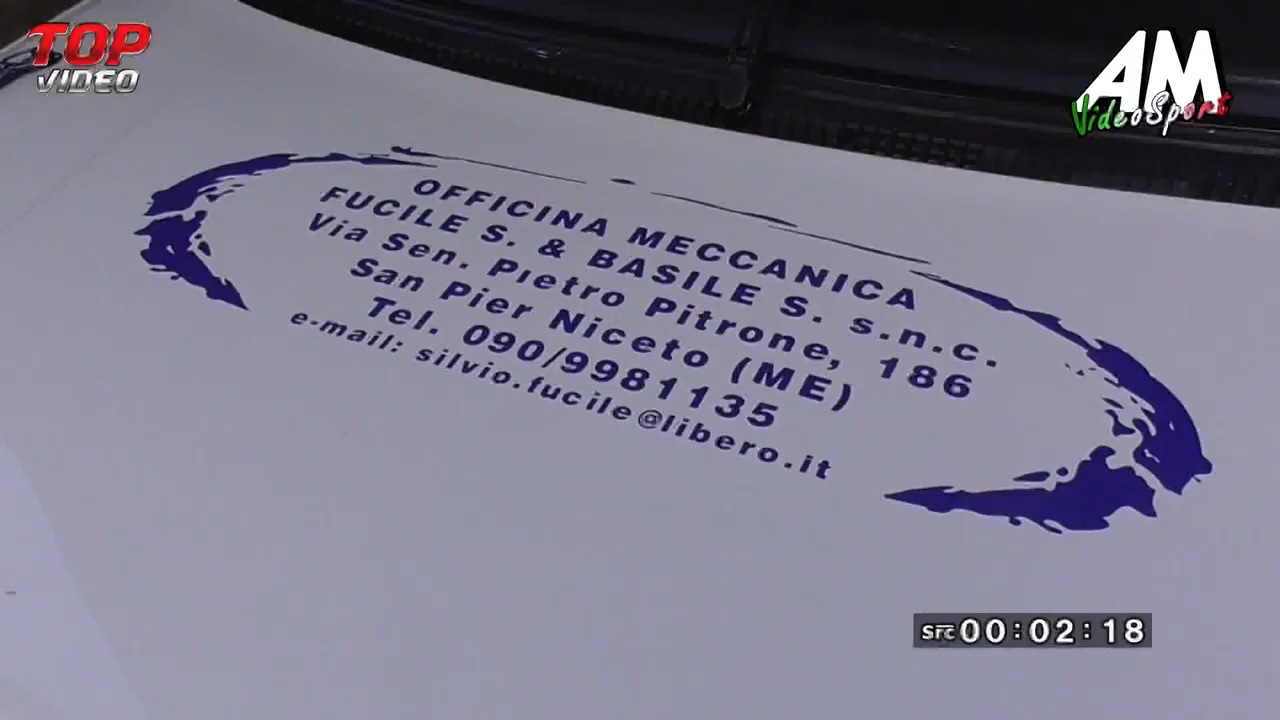 TOP
VIDEO
AM
VideoSport
OFFICINA MECCANICA
FUCILE S. & BASILE S. s.n.c.
Via Sen. Pietro Pitrone, 186
San Pier Niceto (ME)
Tel. 090/9981135
e-mail: silvio.fucile@libero.it
src 00:02:18